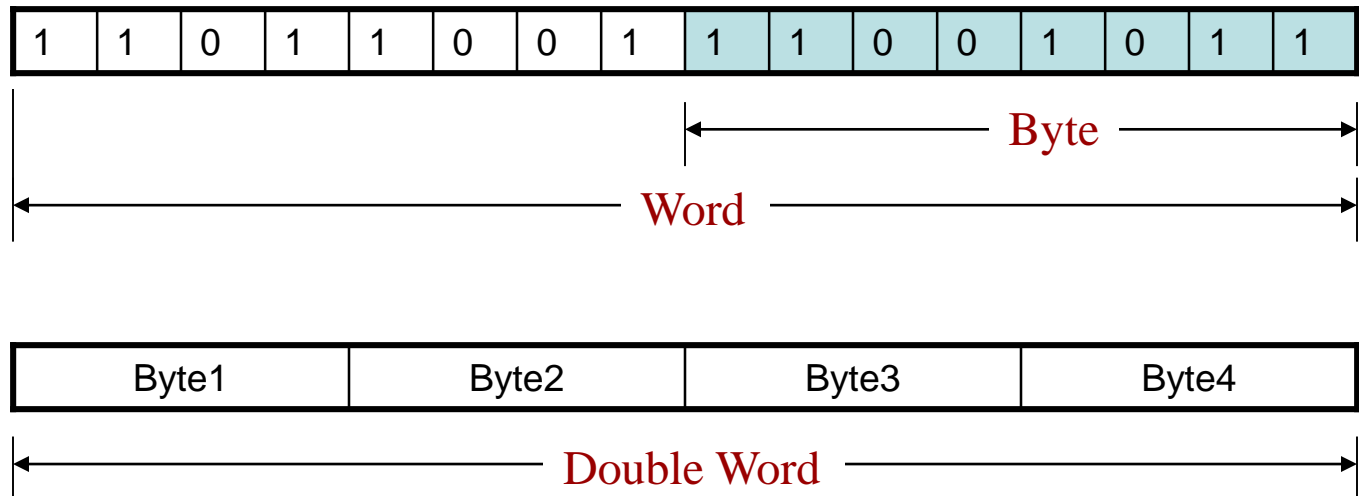 1 1 0 1 1 0 0 1 1 1 0 0 1 0 1 1
Byte
Word
Byte1 Byte2 Byte3 Byte4
Double Word